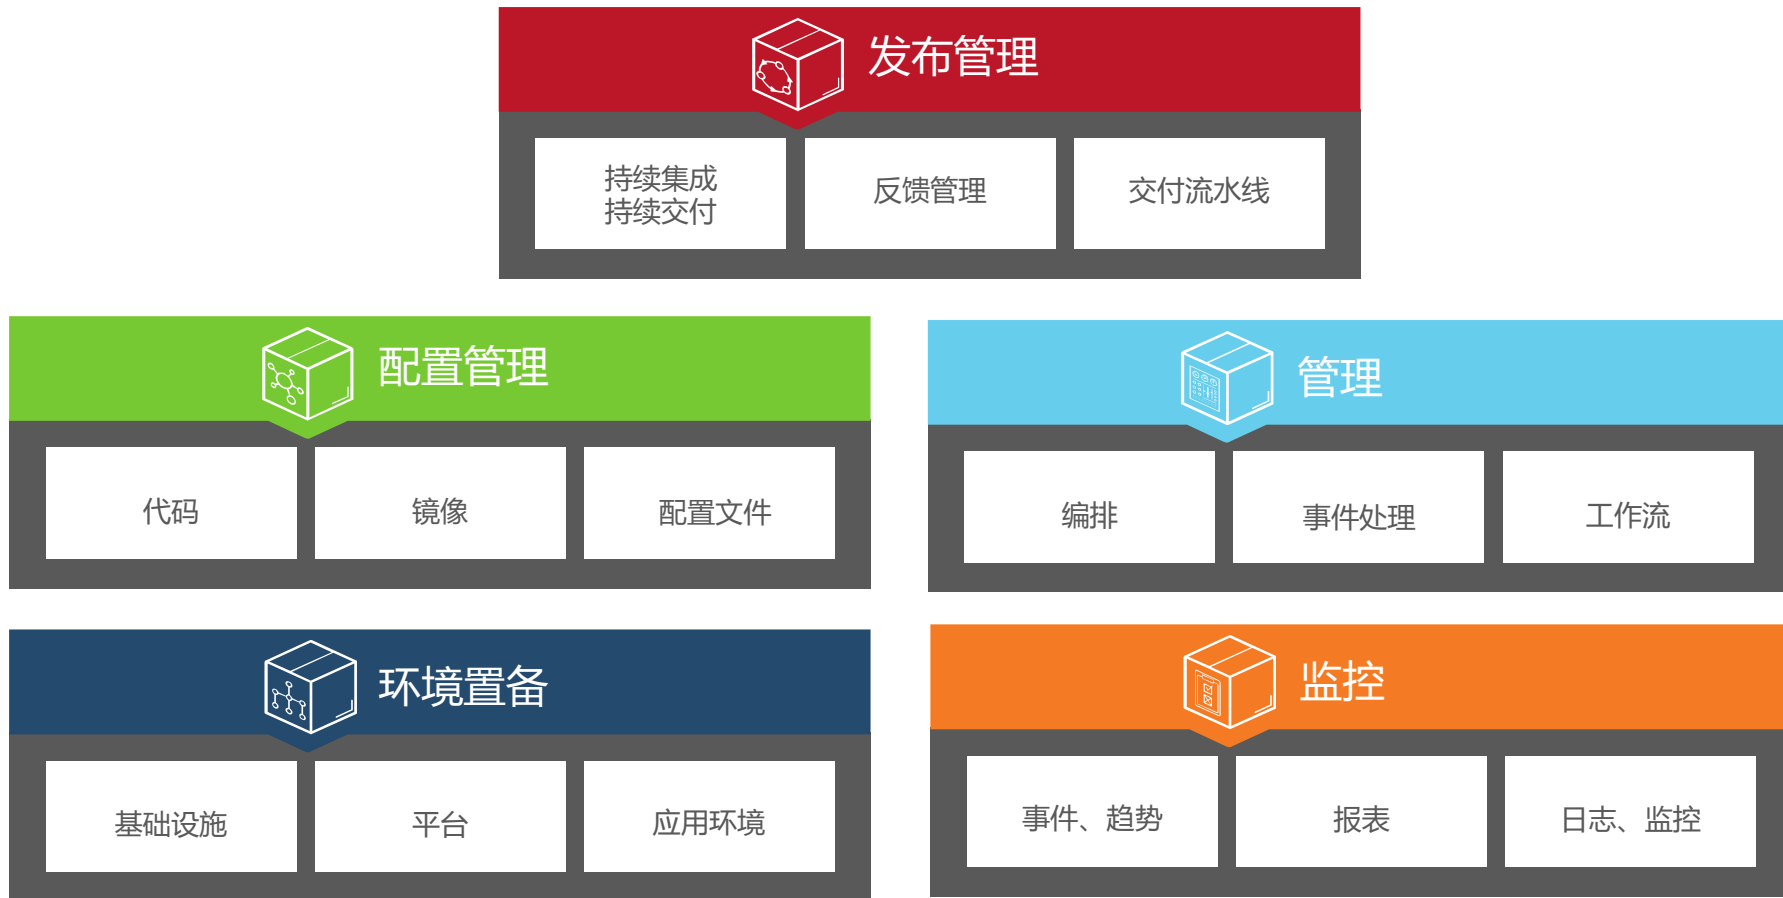 发布管理
持续集成
持续交付
反馈管理
交付流水线
配置管理
代码
镜像
配置文件
管理
编排
事件处理
工作流
环境置备
基础设施
平台
应用环境
监控
事件、趋势
报表
日志、监控